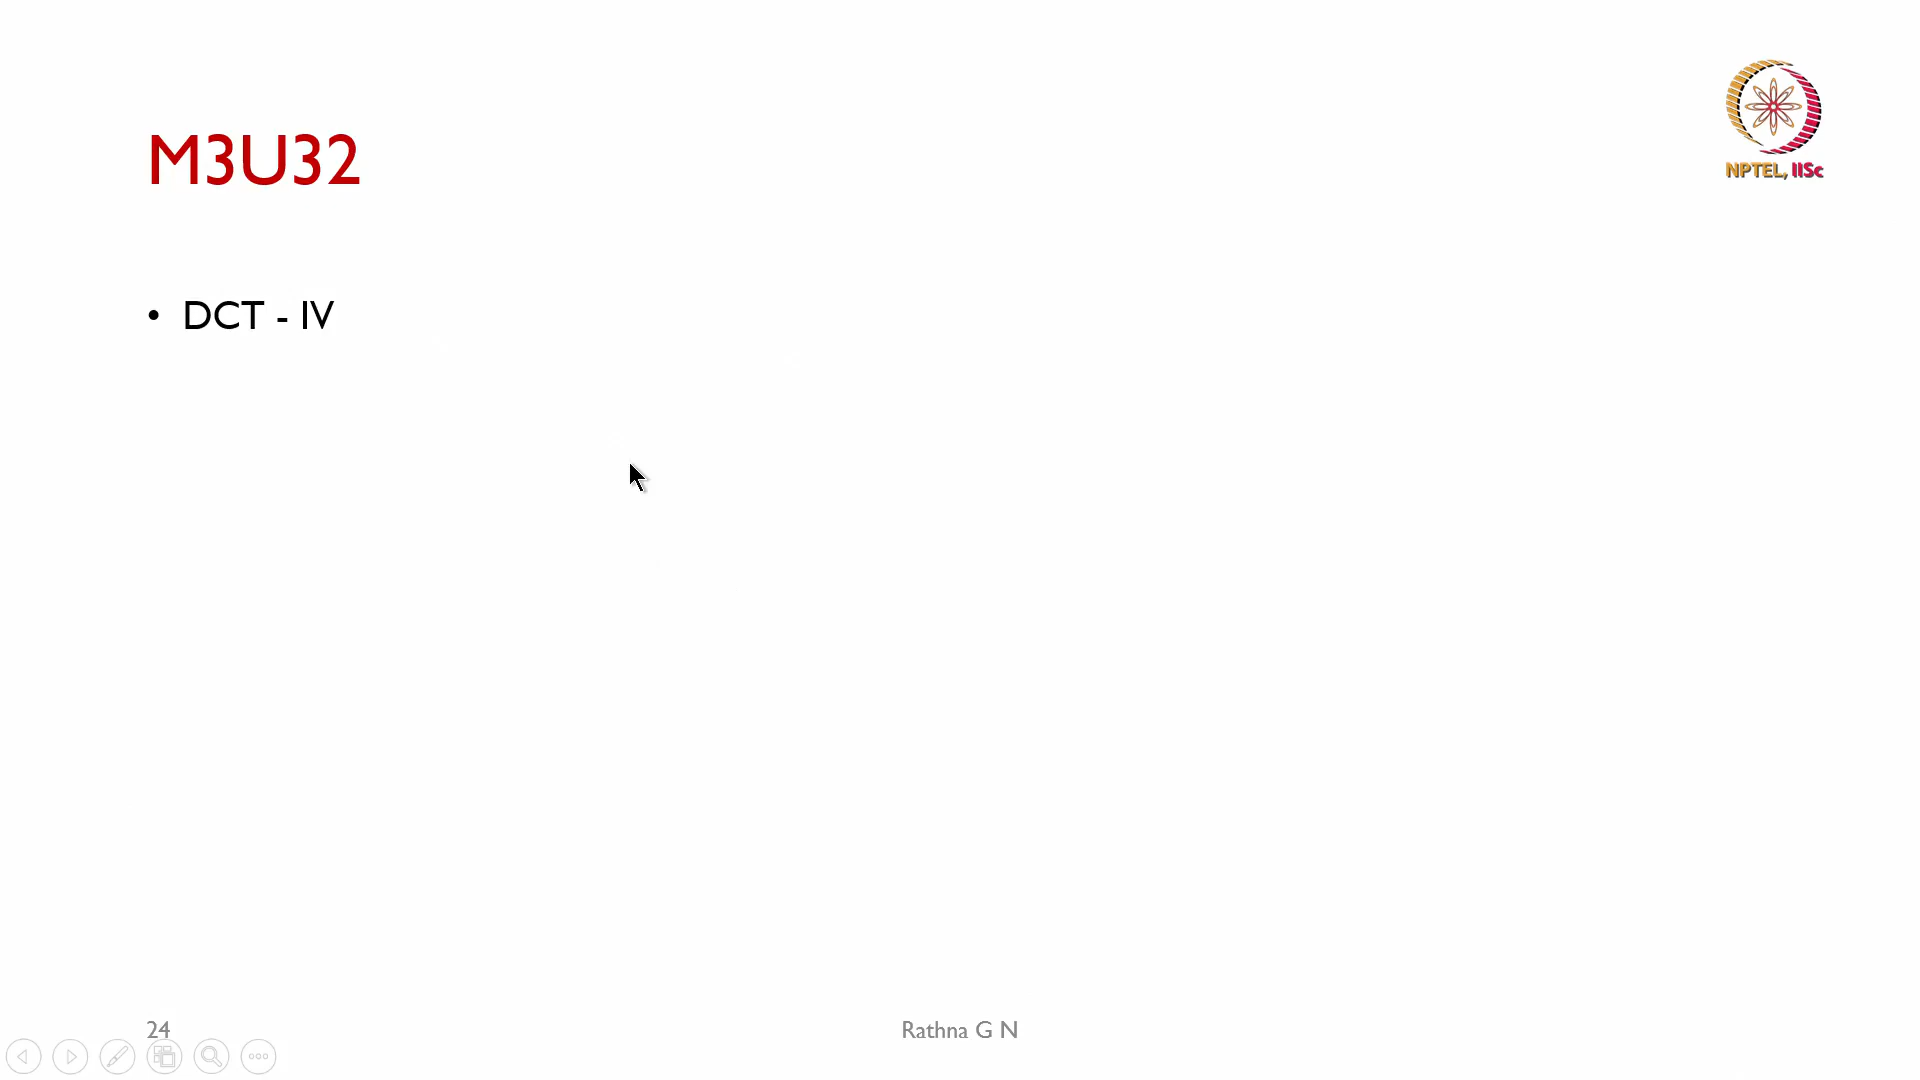 NPTEL, IISc
M3U32
• DCT - IV
24
Rathna G N